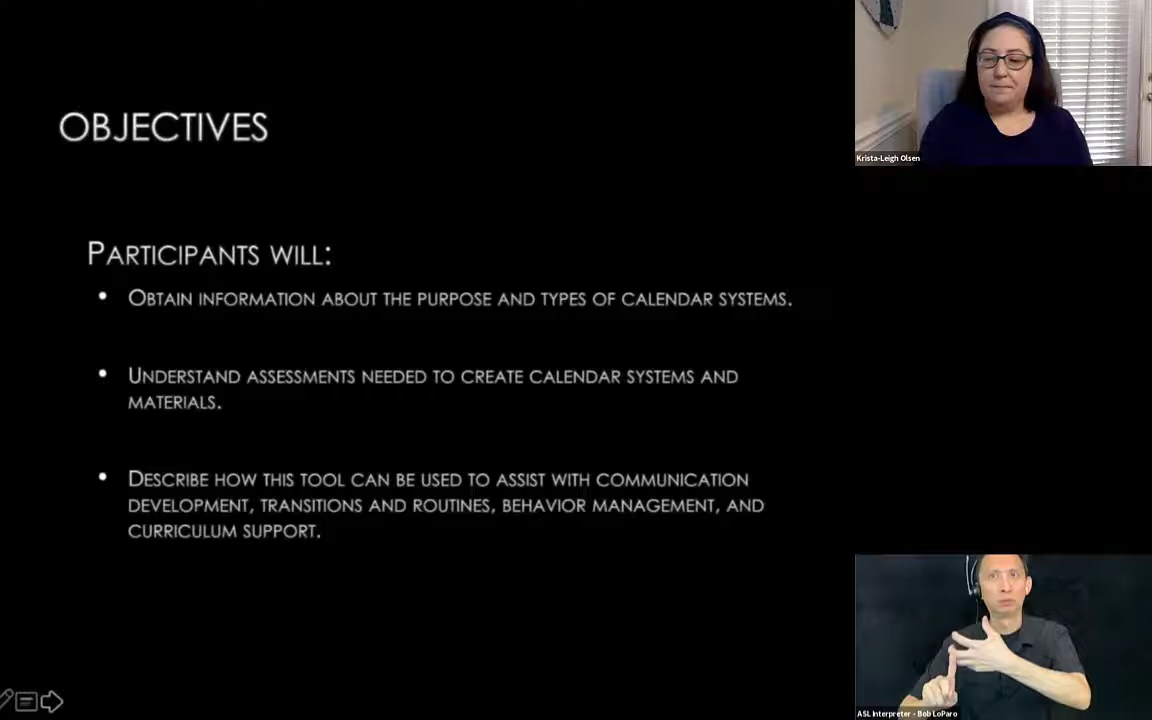 OBJECTIVES
PARTICIPANTS WILL:
• OBTAIN INFORMATION ABOUT THE PURPOSE AND TYPES OF CALENDAR SYSTEMS.
• UNDERSTAND ASSESSMENTS NEEDED TO CREATE CALENDAR SYSTEMS AND
MATERIALS.
• DESCRIBE HOW THIS TOOL CAN BE USED TO ASSIST WITH COMMUNICATION
DEVELOPMENT, TRANSITIONS AND ROUTINES, BEHAVIOR MANAGEMENT, AND
CURRICULUM SUPPORT.
Krista-Leigh Olsen
ASL Interpreter - Bob LoParo